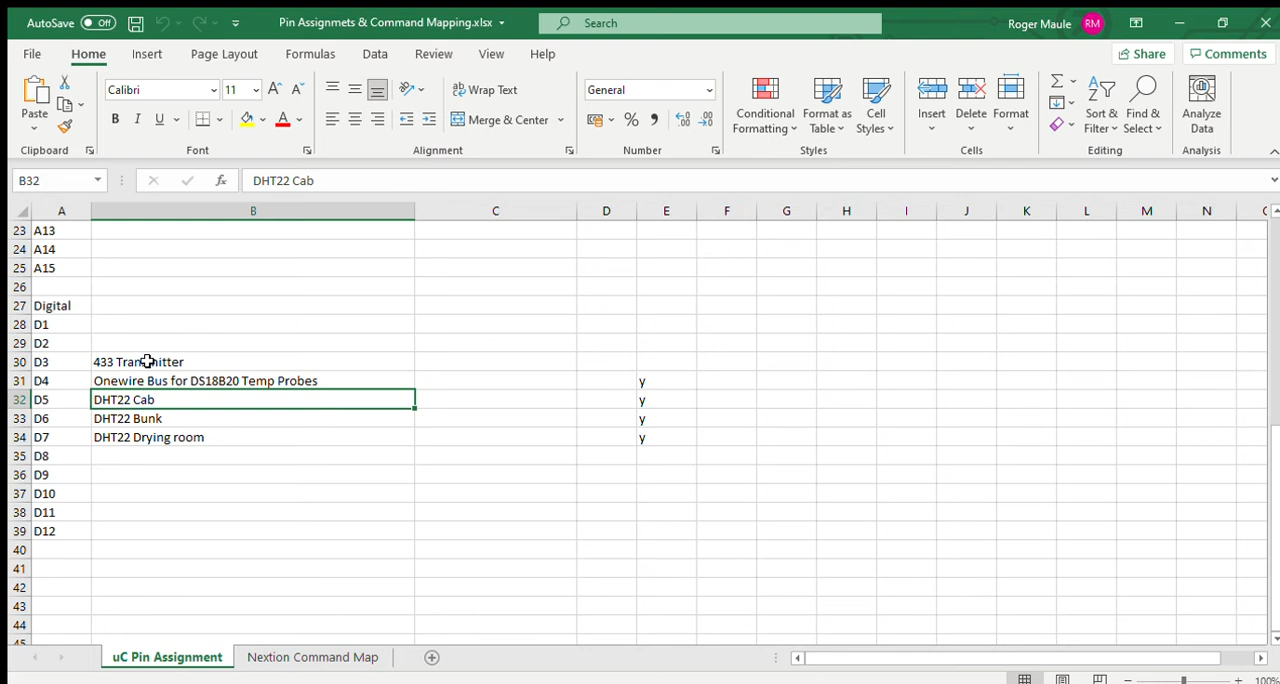 AutoSave Off Pin Assignmets & Command Mapping.xlsx Search Roger Maule RM
File Home Insert Page Layout Formulas Data Review View Help Share Comments
Paste Calibri 11 B I U A A A Wrap Text Merge & Center General % Conditional Formatting Format as Table Cell Styles Insert Delete Format Sort & Filter Find & Select Analyze Data
Clipboard Font Alignment Number Styles Cells Editing Analysis
B32 fx DHT22 Cab
A B C D E F G H I J K L M N
23 A13
24 A14
25 A15
26
27 Digital
28 D1
29 D2
30 D3 433 Transmitter
31 D4 Onewire Bus for DS18B20 Temp Probes y
32 D5 DHT22 Cab y
33 D6 DHT22 Bunk y
34 D7 DHT22 Drying room y
35 D8
36 D9
37 D10
38 D11
39 D12
40
41
42
43
44
45
uC Pin Assignment Nextion Command Map
100%